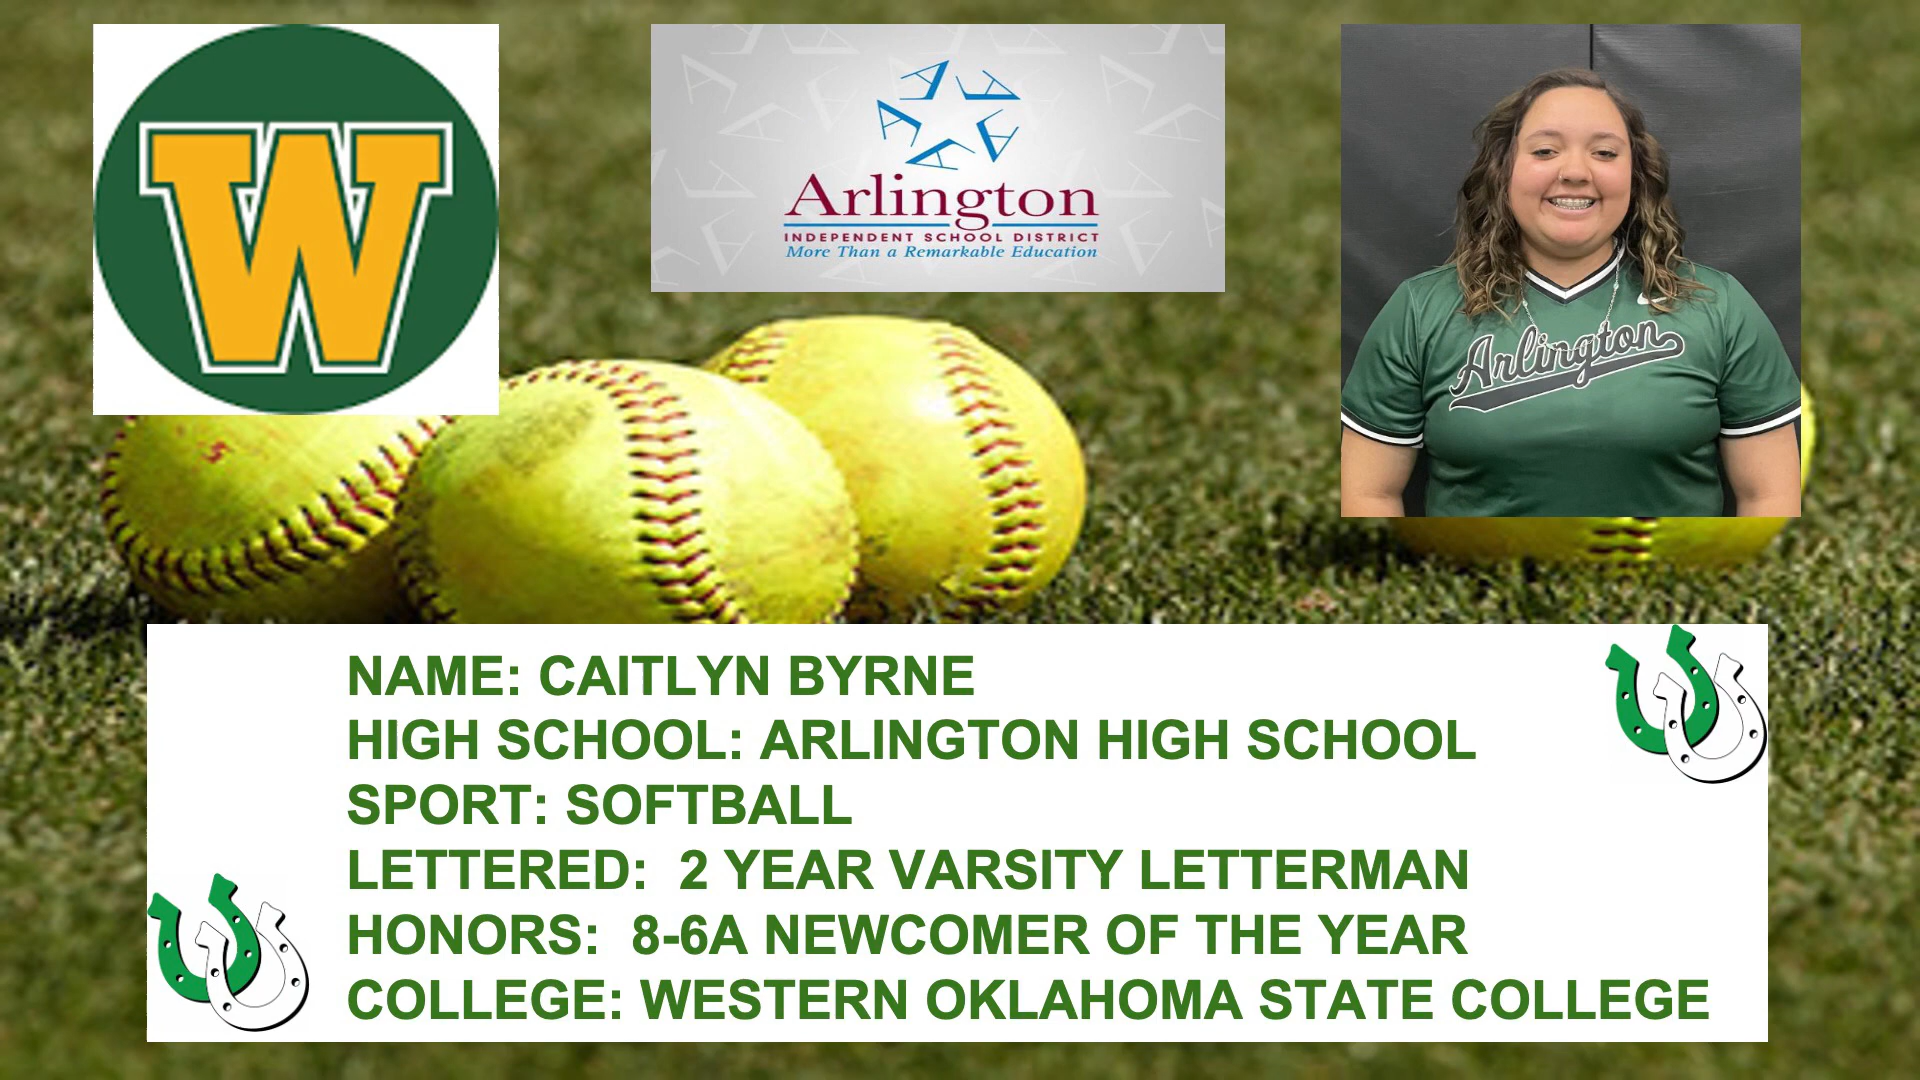 W
Arlington
INDEPENDENT SCHOOL DISTRICT
More Than a Remarkable Education
Arlington
NAME: CAITLYN BYRNE
HIGH SCHOOL: ARLINGTON HIGH SCHOOL
SPORT: SOFTBALL
LETTERED: 2 YEAR VARSITY LETTERMAN
HONORS: 8-6A NEWCOMER OF THE YEAR
COLLEGE: WESTERN OKLAHOMA STATE COLLEGE